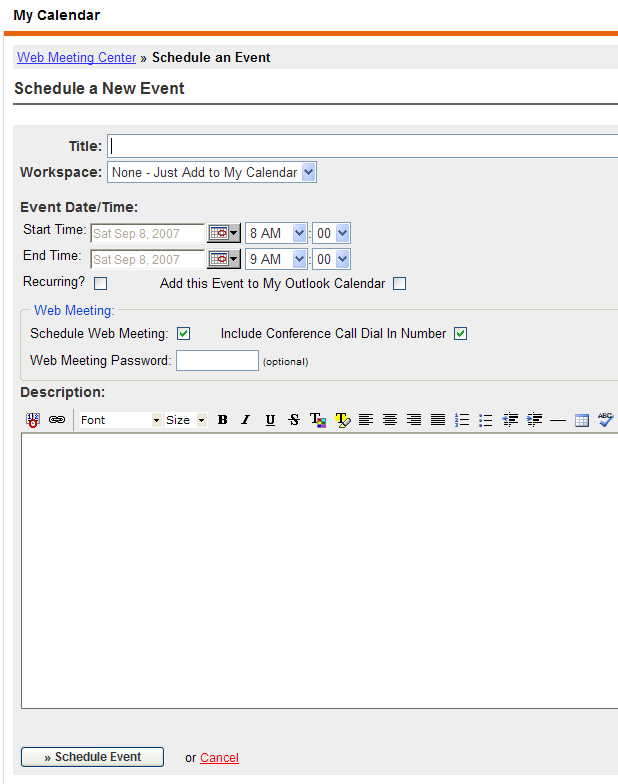 My Calendar
Web Meeting Center » Schedule an Event
Schedule a New Event
Title:
Workspace: None - Just Add to My Calendar
Event Date/Time:
Start Time: Sat Sep 8, 2007 8 AM : 00
End Time: Sat Sep 8, 2007 9 AM : 00
Recurring? Add this Event to My Outlook Calendar
Web Meeting:
Schedule Web Meeting: Include Conference Call Dial In Number
Web Meeting Password: (optional)
Description:
Font Size B I U S T T ABC
» Schedule Event or Cancel